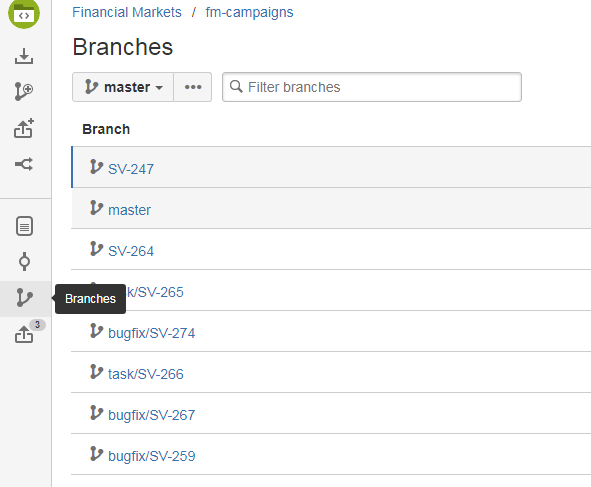 Financial Markets / fm-campaigns
Branches
master •••
Filter branches
Branch
SV-247
master
SV-264
Branches k/SV-265
bugfix/SV-274
3
task/SV-266
bugfix/SV-267
bugfix/SV-259